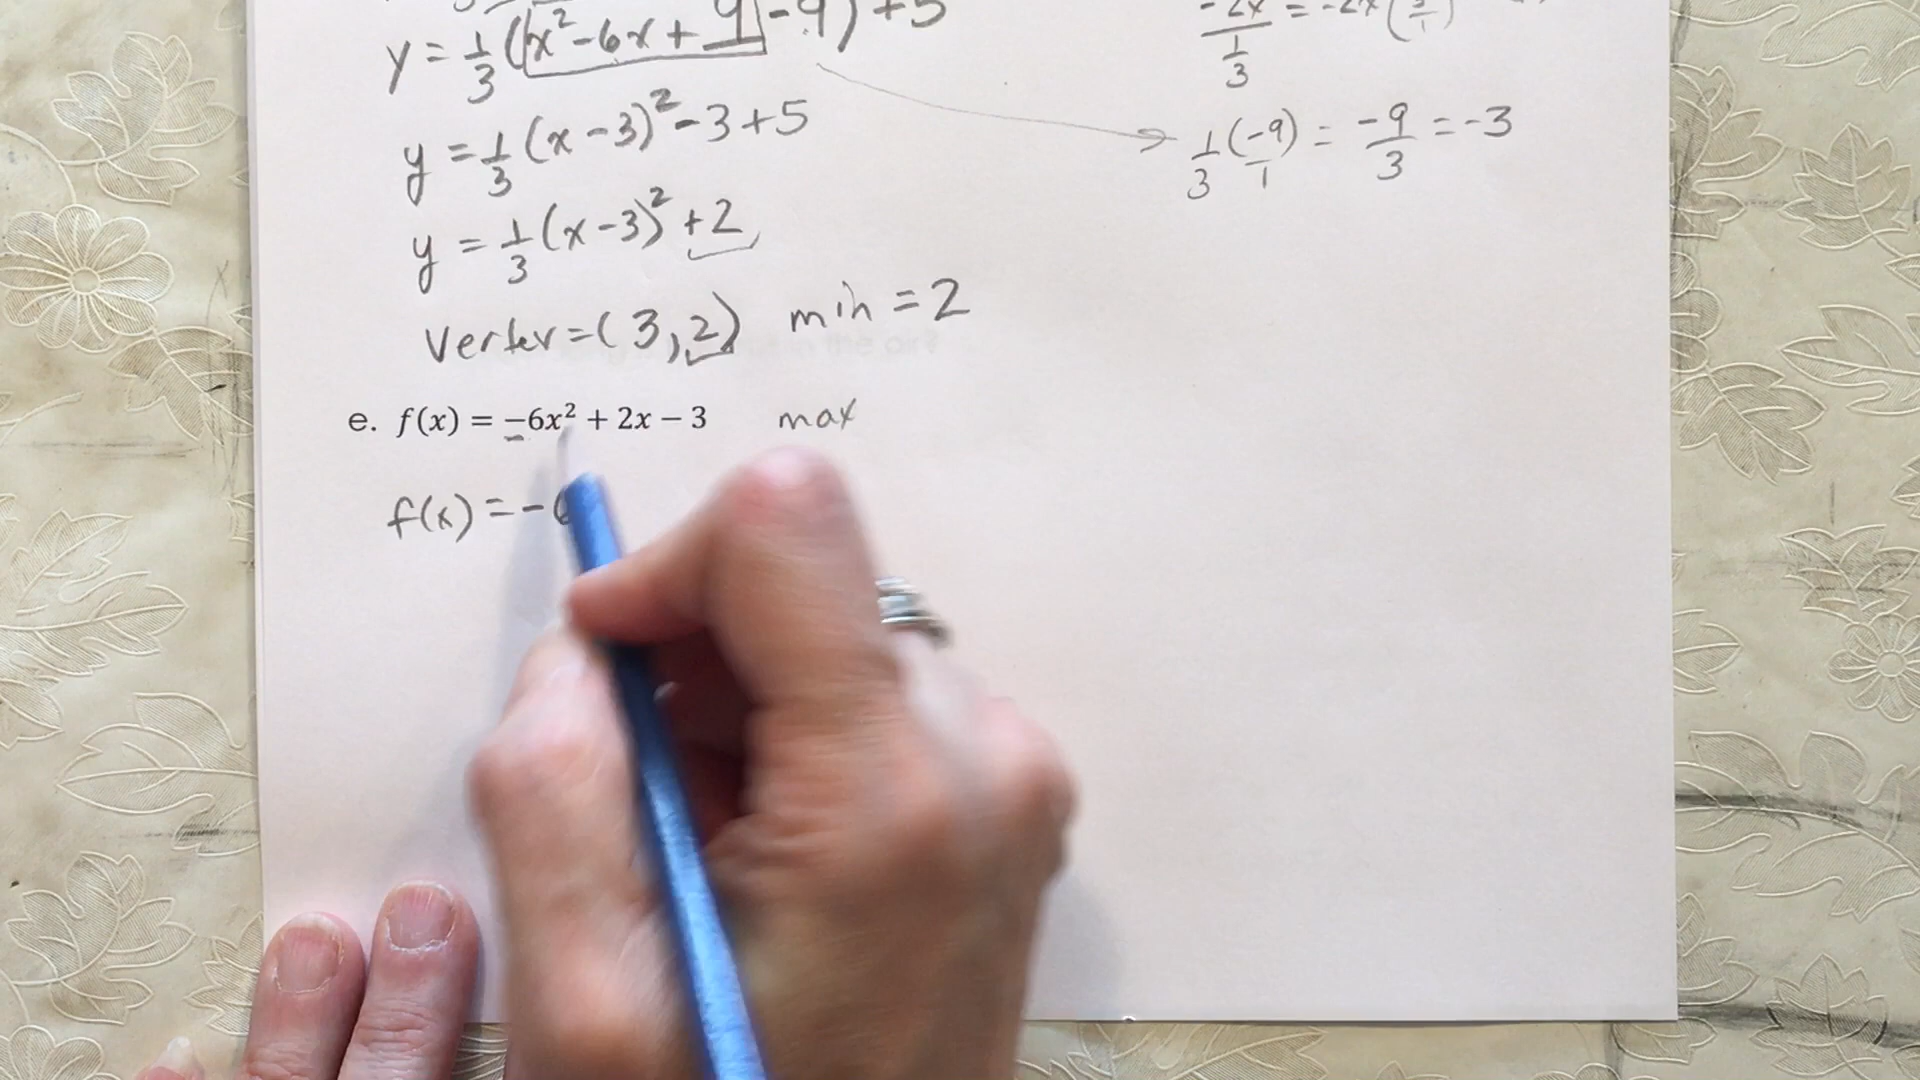 y = 1/3 (x² - 6x + 9 - 9) + 5
y = 1/3 (x - 3)² - 3 + 5
y = 1/3 (x - 3)² + 2
Vertex = (3, 2) min = 2
e. f(x) = −6x² + 2x − 3 max
f(x) = -6
1/3 (-9/1) = -9/3 = -3